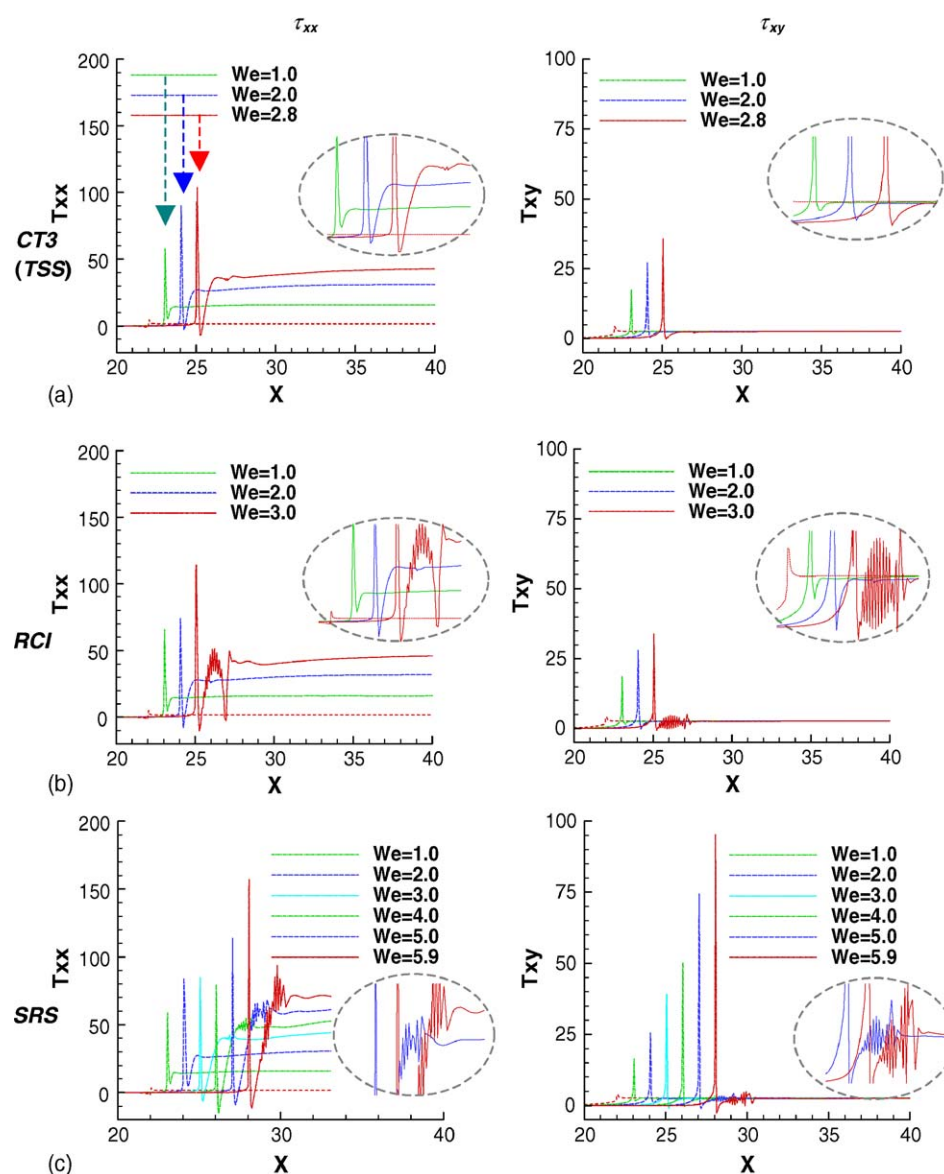 τxx
τxy
CT3
(TSS)
Txx
200
150
100
50
0
We=1.0
We=2.0
We=2.8
20
25
30
35
40
X
(a)
Txy
100
75
50
25
0
We=1.0
We=2.0
We=2.8
20
25
30
35
40
X
RCI
Txx
200
150
100
50
0
We=1.0
We=2.0
We=3.0
20
25
30
35
40
X
(b)
Txy
100
75
50
25
0
We=1.0
We=2.0
We=3.0
20
25
30
35
40
X
SRS
Txx
200
150
100
50
0
We=1.0
We=2.0
We=3.0
We=4.0
We=5.0
We=5.9
20
30
40
X
(c)
Txy
100
75
50
25
0
We=1.0
We=2.0
We=3.0
We=4.0
We=5.0
We=5.9
20
25
30
35
40
X